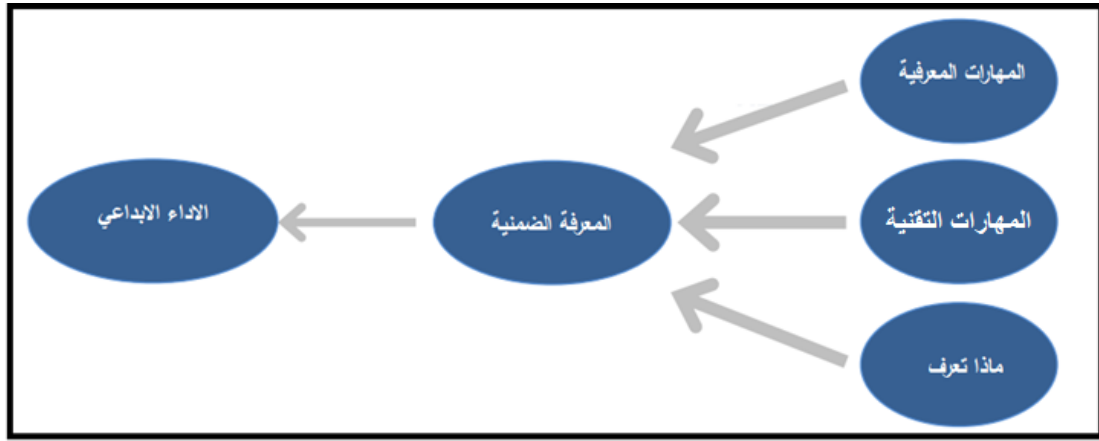 المهارات المعرفية
المهارات التقنية
ماذا تعرف
المعرفة الضمنية
الاداء الابداعي